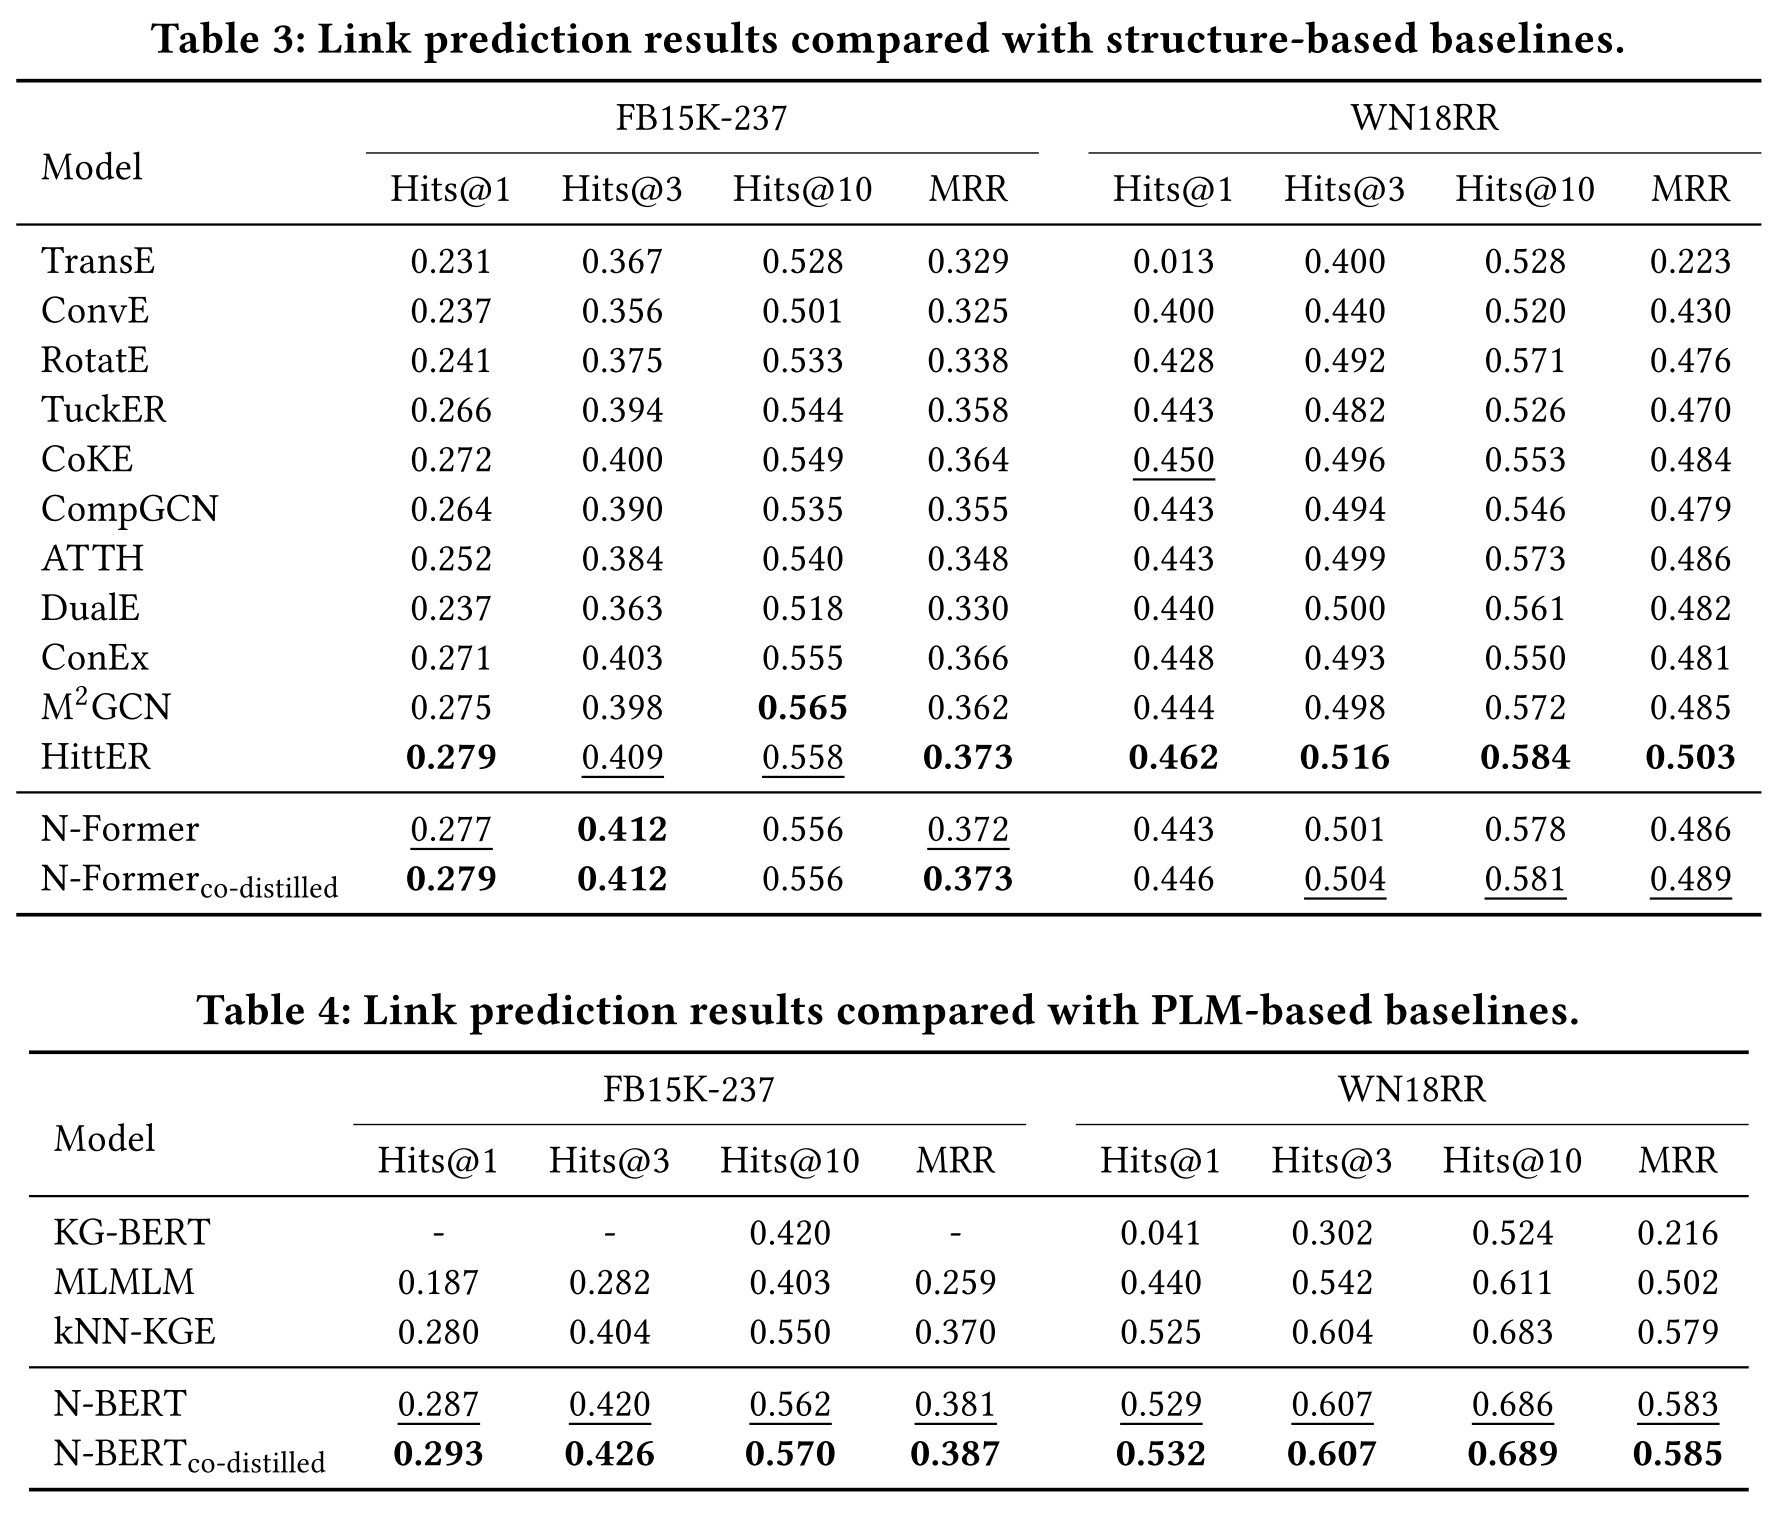 Table 3: Link prediction results compared with structure-based baselines.
FB15K-237 WN18RR
Model
Hits@1 Hits@3 Hits@10 MRR Hits@1 Hits@3 Hits@10 MRR
TransE 0.231 0.367 0.528 0.329 0.013 0.400 0.528 0.223
ConvE 0.237 0.356 0.501 0.325 0.400 0.440 0.520 0.430
RotatE 0.241 0.375 0.533 0.338 0.428 0.492 0.571 0.476
TuckER 0.266 0.394 0.544 0.358 0.443 0.482 0.526 0.470
CoKE 0.272 0.400 0.549 0.364 0.450 0.496 0.553 0.484
CompGCN 0.264 0.390 0.535 0.355 0.443 0.494 0.546 0.479
ATTH 0.252 0.384 0.540 0.348 0.443 0.499 0.573 0.486
DualE 0.237 0.363 0.518 0.330 0.440 0.500 0.561 0.482
ConEx 0.271 0.403 0.555 0.366 0.448 0.493 0.550 0.481
M²GCN 0.275 0.398 0.565 0.362 0.444 0.498 0.572 0.485
HittER 0.279 0.409 0.558 0.373 0.462 0.516 0.584 0.503
N-Former 0.277 0.412 0.556 0.372 0.443 0.501 0.578 0.486
N-Former co-distilled 0.279 0.412 0.556 0.373 0.446 0.504 0.581 0.489
Table 4: Link prediction results compared with PLM-based baselines.
FB15K-237 WN18RR
Model
Hits@1 Hits@3 Hits@10 MRR Hits@1 Hits@3 Hits@10 MRR
KG-BERT - - 0.420 - 0.041 0.302 0.524 0.216
MLMLM 0.187 0.282 0.403 0.259 0.440 0.542 0.611 0.502
kNN-KGE 0.280 0.404 0.550 0.370 0.525 0.604 0.683 0.579
N-BERT 0.287 0.420 0.562 0.381 0.529 0.607 0.686 0.583
N-BERT co-distilled 0.293 0.426 0.570 0.387 0.532 0.607 0.689 0.585